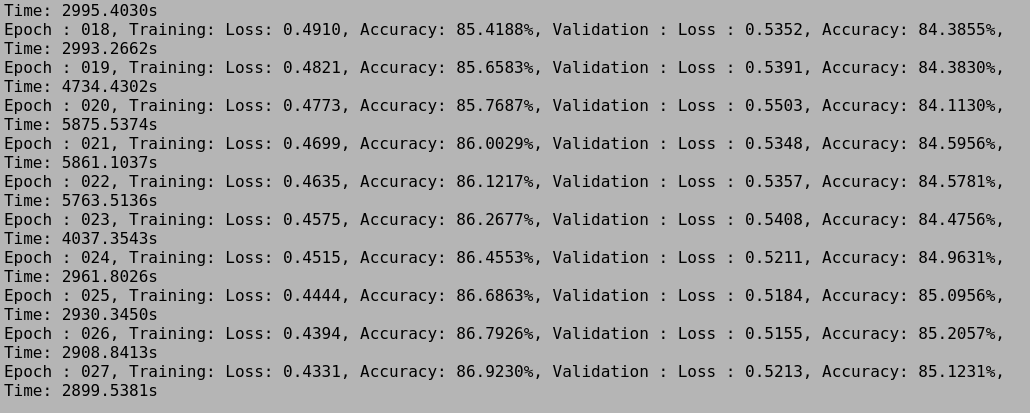 Time: 2995.4030s
Epoch : 018, Training: Loss: 0.4910, Accuracy: 85.4188%, Validation : Loss : 0.5352, Accuracy: 84.3855%,
Time: 2993.2662s
Epoch : 019, Training: Loss: 0.4821, Accuracy: 85.6583%, Validation : Loss : 0.5391, Accuracy: 84.3830%,
Time: 4734.4302s
Epoch : 020, Training: Loss: 0.4773, Accuracy: 85.7687%, Validation : Loss : 0.5503, Accuracy: 84.1130%,
Time: 5875.5374s
Epoch : 021, Training: Loss: 0.4699, Accuracy: 86.0029%, Validation : Loss : 0.5348, Accuracy: 84.5956%,
Time: 5861.1037s
Epoch : 022, Training: Loss: 0.4635, Accuracy: 86.1217%, Validation : Loss : 0.5357, Accuracy: 84.5781%,
Time: 5763.5136s
Epoch : 023, Training: Loss: 0.4575, Accuracy: 86.2677%, Validation : Loss : 0.5408, Accuracy: 84.4756%,
Time: 4037.3543s
Epoch : 024, Training: Loss: 0.4515, Accuracy: 86.4553%, Validation : Loss : 0.5211, Accuracy: 84.9631%,
Time: 2961.8026s
Epoch : 025, Training: Loss: 0.4444, Accuracy: 86.6863%, Validation : Loss : 0.5184, Accuracy: 85.0956%,
Time: 2930.3450s
Epoch : 026, Training: Loss: 0.4394, Accuracy: 86.7926%, Validation : Loss : 0.5155, Accuracy: 85.2057%,
Time: 2908.8413s
Epoch : 027, Training: Loss: 0.4331, Accuracy: 86.9230%, Validation : Loss : 0.5213, Accuracy: 85.1231%,
Time: 2899.5381s